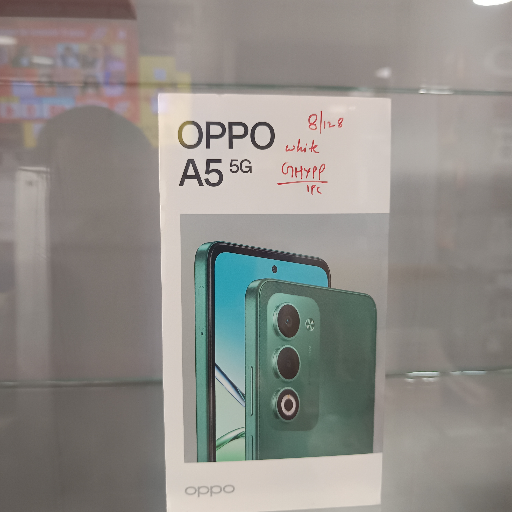 OPPO
A5 5G
8/128
white
GHYPP
1PC
oppo